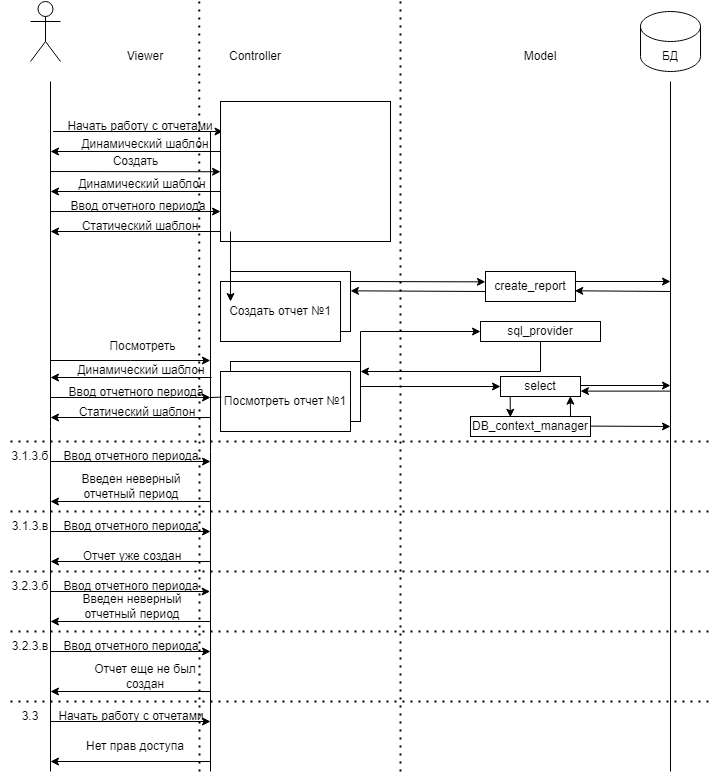 Viewer
Controller
Model
БД
Начать работу с отчетами
Динамический шаблон
Создать
Динамический шаблон
Ввод отчетного периода
Статический шаблон
create_report
Создать отчет №1
sql_provider
Посмотреть
Динамический шаблон
select
Ввод отчетного периода
Посмотреть отчет №1
Статический шаблон
DB_context_manager
3.1.3.б
Ввод отчетного периода
Введен неверный
отчетный период
3.1.3.в
Ввод отчетного периода
Отчет уже создан
3.2.3.б
Ввод отчетного периода
Введен неверный
отчетный период
3.2.3.в
Ввод отчетного периода
Отчет еще не был
создан
3.3
Начать работу с отчетами
Нет прав доступа